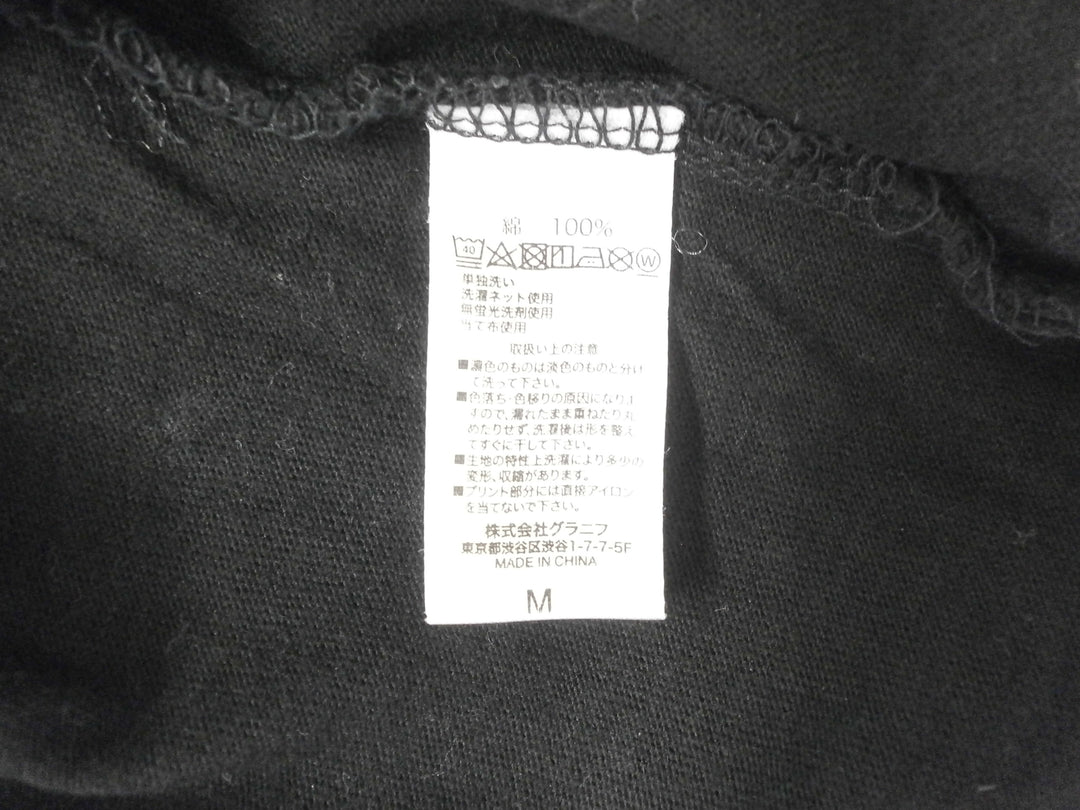 綿 100%
40 W
単独洗い
洗濯ネット使用
無蛍光洗剤使用
当て布使用
取扱い上の注意
■濃色のものは淡色のものと分け
て洗って下さい。
■色落ち・色移りの原因になりま
すので、濡れたまま重ねたり丸
めたりせず、洗濯後は形を整え
てすぐに干して下さい。
■生地の特性上洗濯により多少の
変形、収縮があります。
■プリント部分には直接アイロン
を当てないで下さい。
株式会社グラニフ
東京都渋谷区渋谷1-7-7-5F
MADE IN CHINA
M